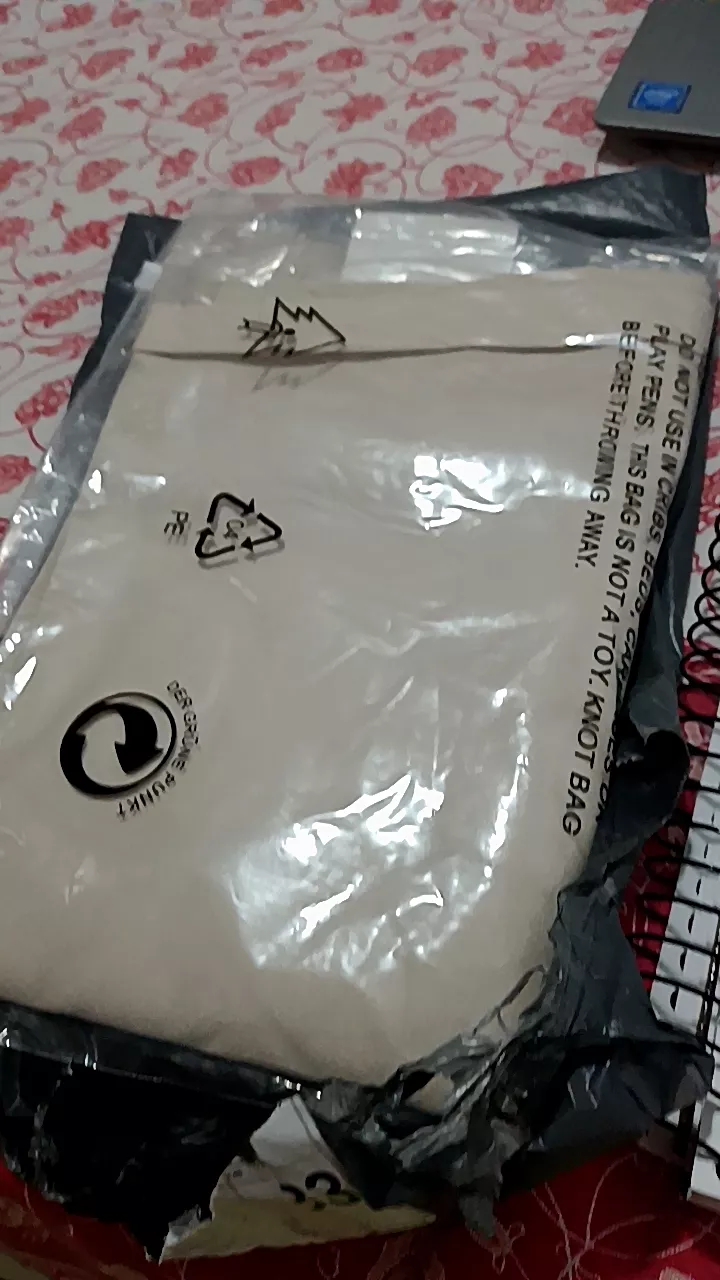 DO NOT USE IN CRIBS, BEDS,
PLAY PENS. THIS BAG IS NOT A TOY. KNOT BAG
BEFORE THROWING AWAY.
04
PE
DER GRÜNE PUNKT